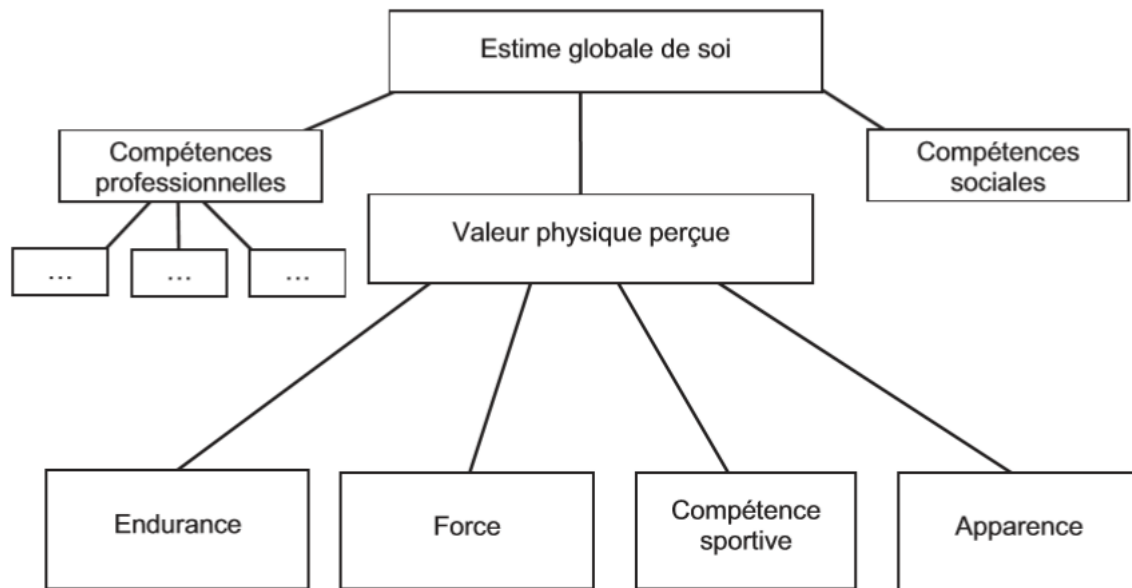 Estime globale de soi
Compétences
professionnelles
Compétences
sociales
Valeur physique perçue
...
...
...
Endurance
Force
Compétence
sportive
Apparence